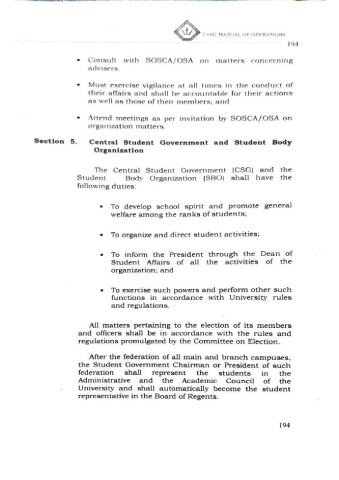 CVSU MANUAL OF OPERATIONS
194
• Consult with SOSCA/OSA on matters concerning
advisers.
• Must exercise vigilance at all times in the conduct of
their affairs and shall be accountable for their actions
as well as those of their members; and
• Attend meetings as per invitation by SOSCA/OSA on
organization matters.
Section 5. Central Student Government and Student Body
Organization
The Central Student Government (CSG) and the
Student Body Organization (SBO) shall have the
following duties:
• To develop school spirit and promote general
welfare among the ranks of students;
• To organize and direct student activities;
• To inform the President through the Dean of
Student Affairs of all the activities of the
organization; and
• To exercise such powers and perform other such
functions in accordance with University rules
and regulations.
All matters pertaining to the election of its members
and officers shall be in accordance with the rules and
regulations promulgated by the Committee on Election.
After the federation of all main and branch campuses,
the Student Government Chairman or President of such
federation shall represent the students in the
Administrative and the Academic Council of the
University and shall automatically become the student
representative in the Board of Regents.
194